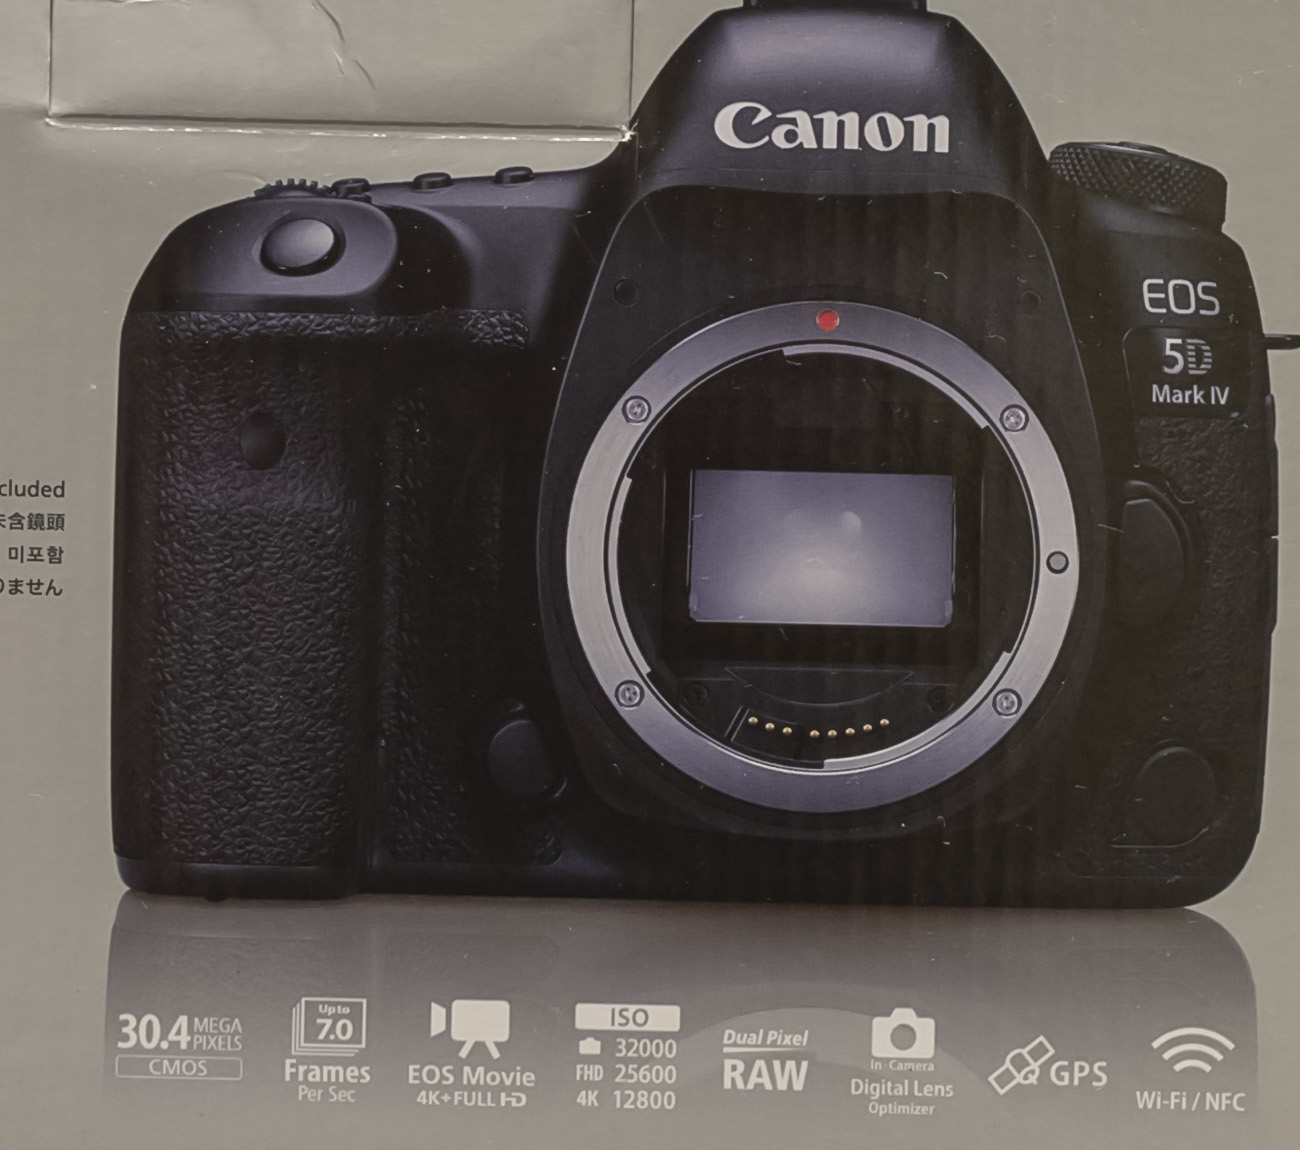 Canon
EOS
5D
Mark IV
cluded
未含鏡頭
미포함
りません
30.4 MEGA PIXELS
CMOS
Up to
7.0
Frames
Per Sec
EOS Movie
4K+FULL HD
ISO
32000
FHD 25600
4K 12800
Dual Pixel
RAW
In-Camera
Digital Lens
Optimizer
GPS
Wi-Fi / NFC